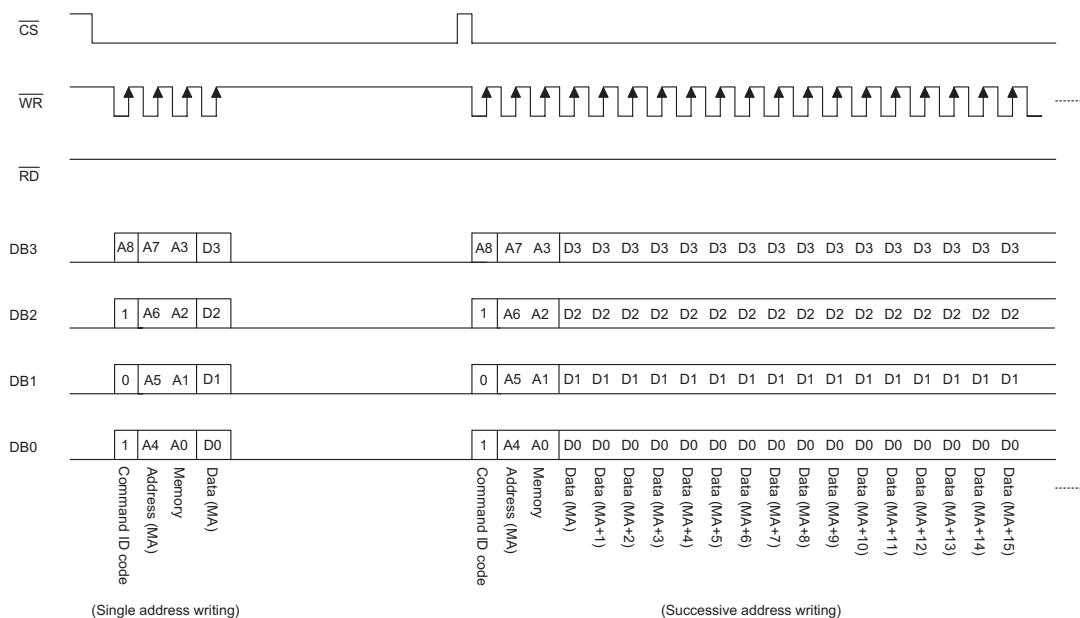 CS
WR
RD
DB3 A8 A7 A3 D3 A8 A7 A3 D3 D3 D3 D3 D3 D3 D3 D3 D3 D3 D3 D3 D3 D3 D3 D3
DB2 1 A6 A2 D2 1 A6 A2 D2 D2 D2 D2 D2 D2 D2 D2 D2 D2 D2 D2 D2 D2 D2 D2
DB1 0 A5 A1 D1 0 A5 A1 D1 D1 D1 D1 D1 D1 D1 D1 D1 D1 D1 D1 D1 D1 D1 D1
DB0 1 A4 A0 D0 1 A4 A0 D0 D0 D0 D0 D0 D0 D0 D0 D0 D0 D0 D0 D0 D0 D0 D0
Command ID code
Address (MA)
Memory
Data (MA)
Command ID code
Address (MA)
Memory
Data (MA)
Data (MA+1)
Data (MA+2)
Data (MA+3)
Data (MA+4)
Data (MA+5)
Data (MA+6)
Data (MA+7)
Data (MA+8)
Data (MA+9)
Data (MA+10)
Data (MA+11)
Data (MA+12)
Data (MA+13)
Data (MA+14)
Data (MA+15)
(Single address writing)
(Successive address writing)